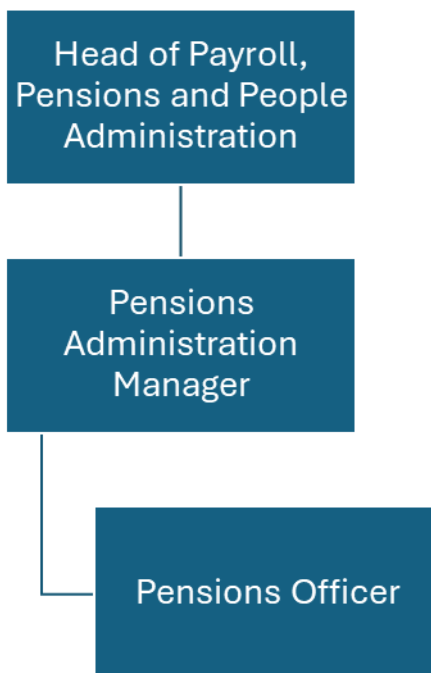 Head of Payroll,
Pensions and People
Administration
Pensions
Administration
Manager
Pensions Officer